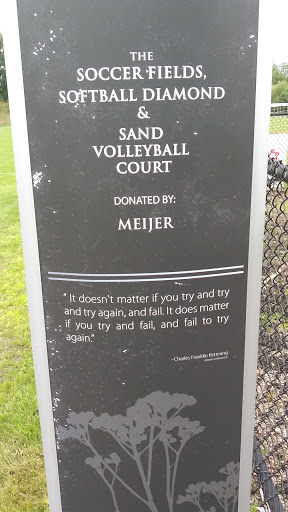 THE
SOCCER FIELDS,
SOFTBALL DIAMOND
&
SAND
VOLLEYBALL
COURT
DONATED BY:
MEIJER
"It doesn't matter if you try and try
and try again, and fail. It does matter
if you try and fail, and fail to try
again."
-Charles Franklin Kettering